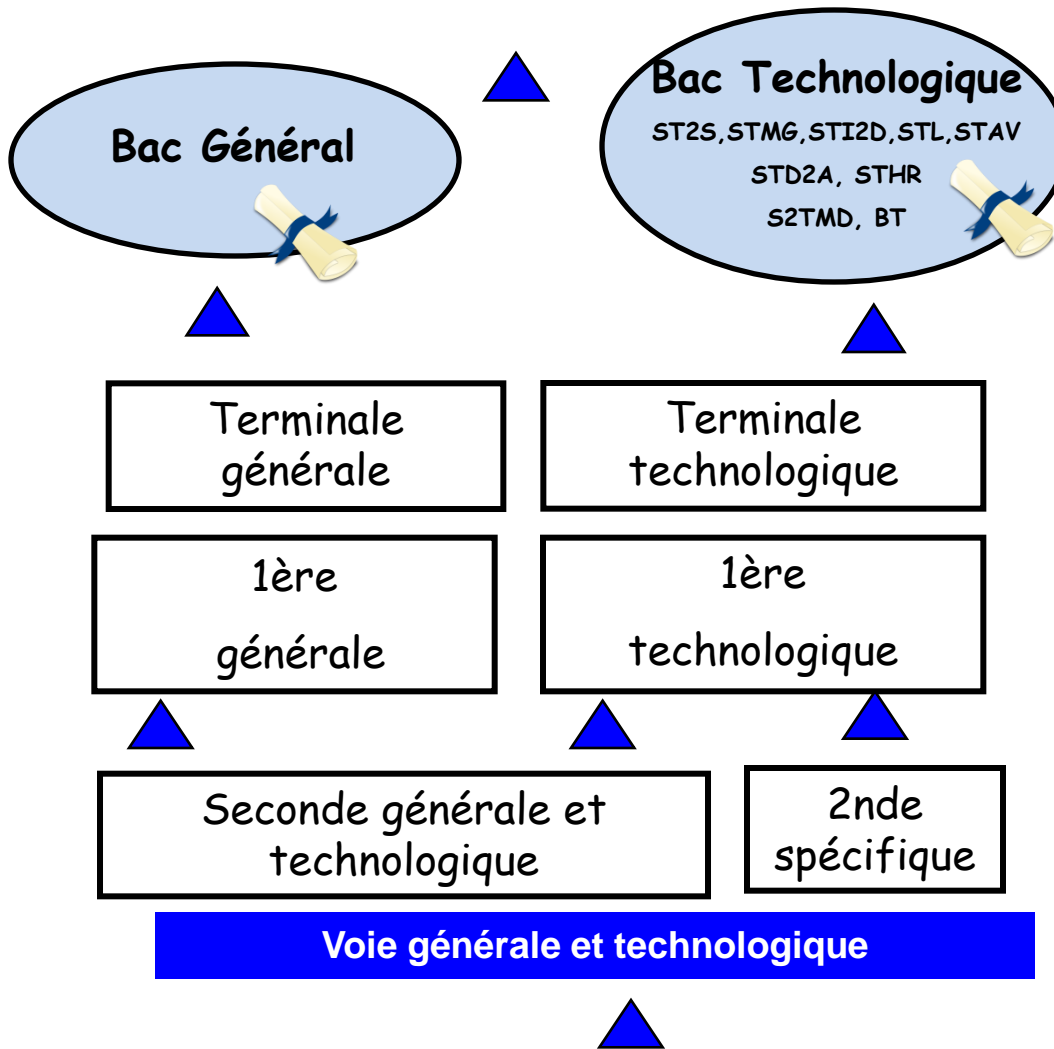 Bac Général
Bac Technologique
ST2S,STMG,STI2D,STL,STAV
STD2A, STHR
S2TMD, BT
Terminale
générale
Terminale
technologique
1ère
générale
1ère
technologique
Seconde générale et
technologique
2nde
spécifique
Voie générale et technologique